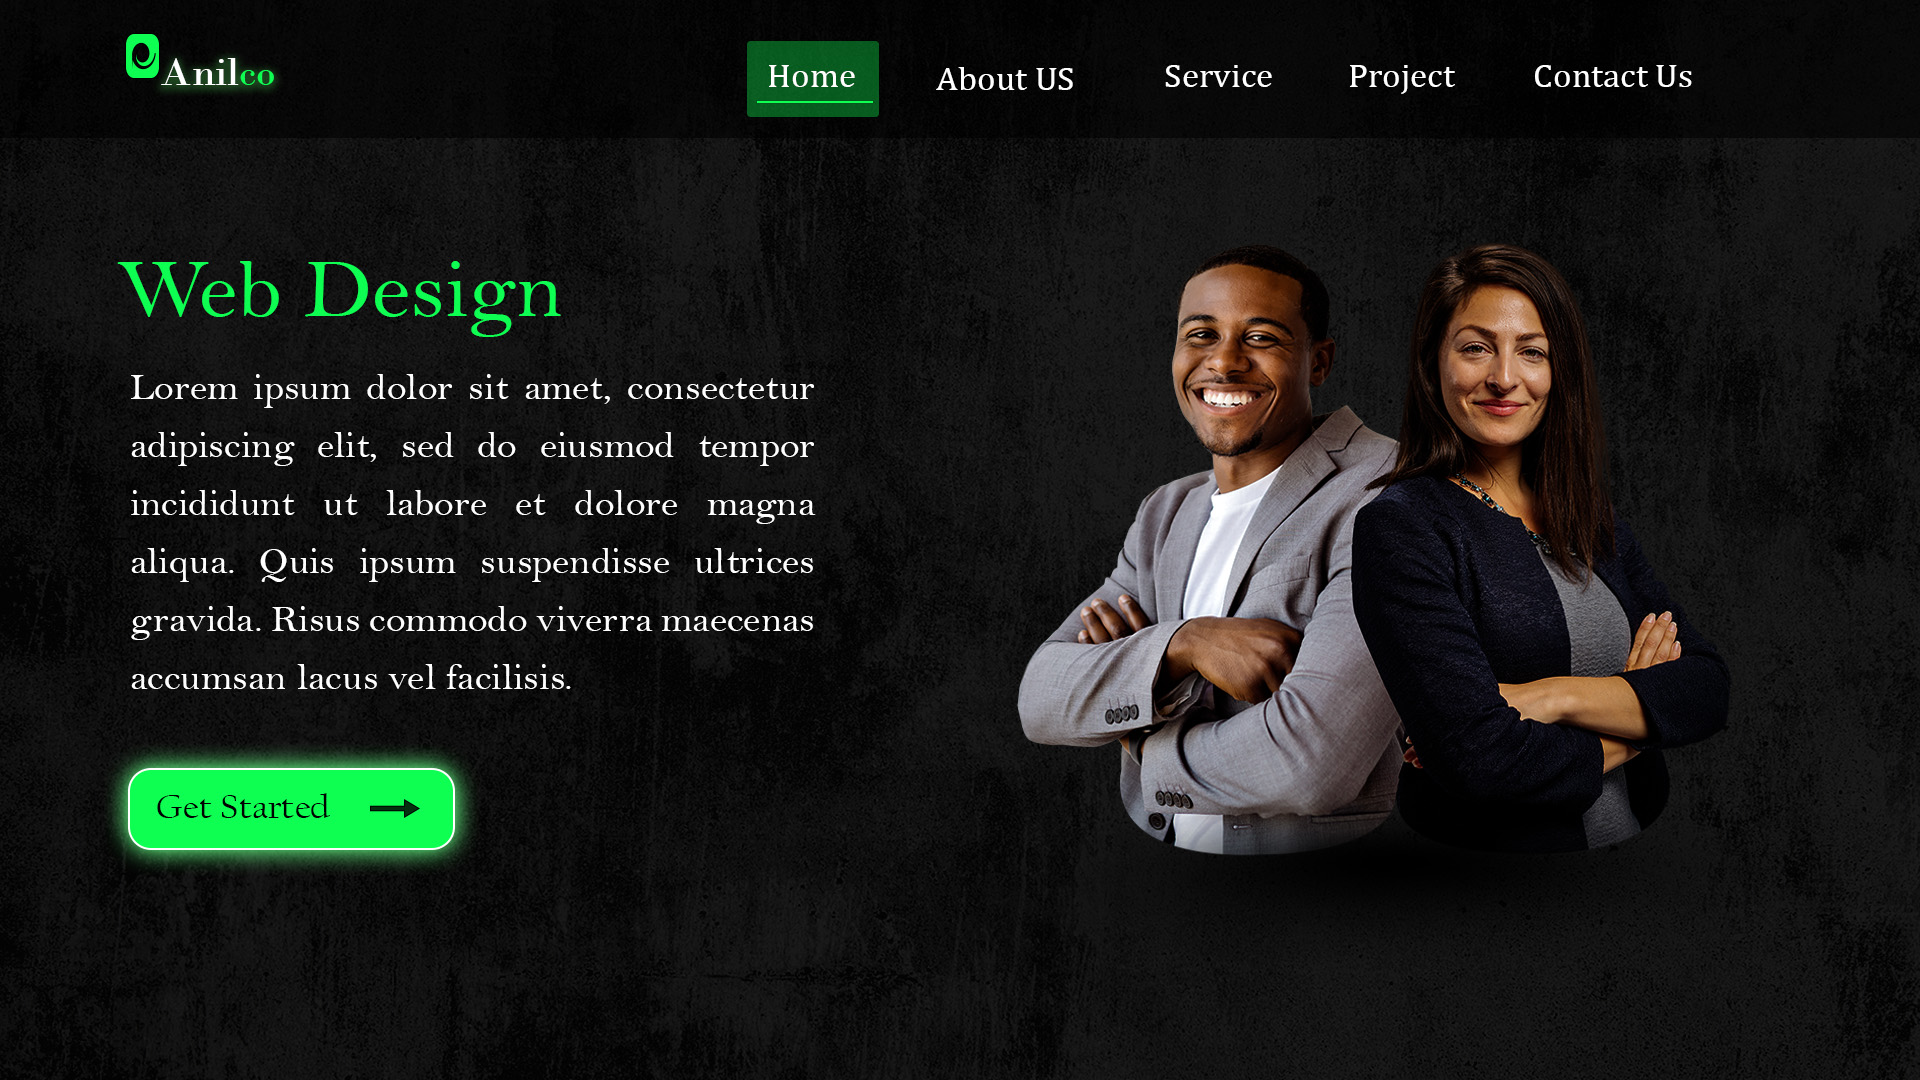 Anilco
Home
About US
Service
Project
Contact Us
Web Design
Lorem ipsum dolor sit amet, consectetur
adipiscing elit, sed do eiusmod tempor
incididunt ut labore et dolore magna
aliqua. Quis ipsum suspendisse ultrices
gravida. Risus commodo viverra maecenas
accumsan lacus vel facilisis.
Get Started